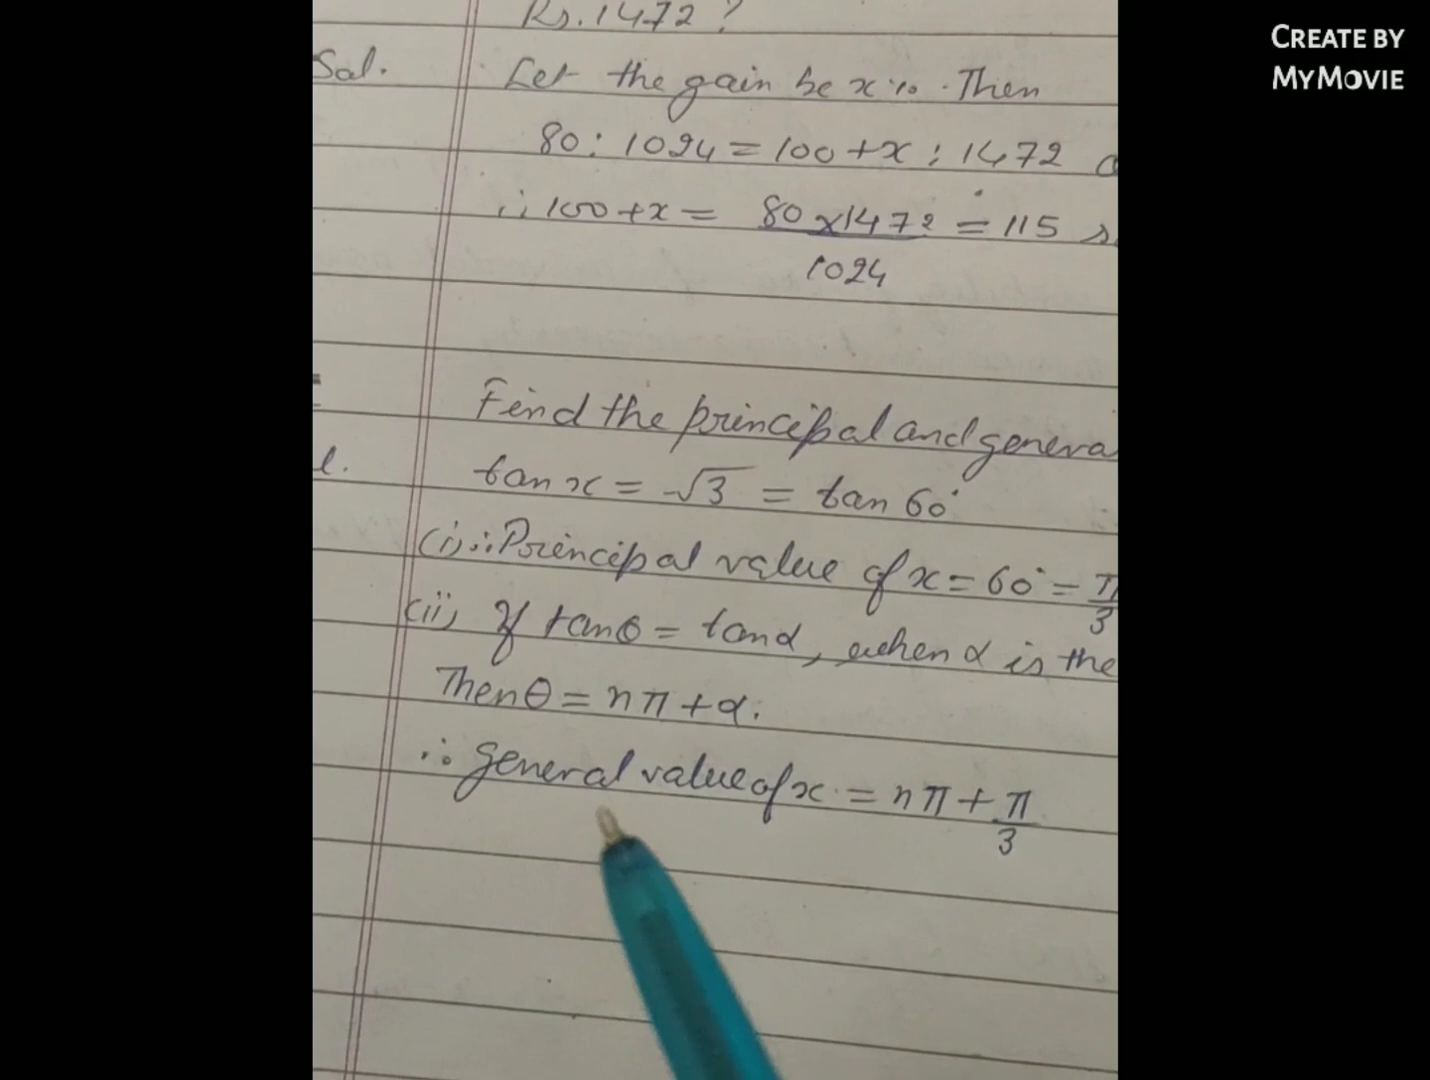 Rs. 1472?
Sol. Let the gain be x%. Then
80 : 1024 = 100 + x : 1472
∴ 100 + x = 80 × 1472 / 1024 = 115
Find the principal and genera
l. tan x = √3 = tan 60°
(i) ∴ Principal value of x = 60° = π/3
(ii) If tan θ = tan α, when α is the
Then θ = nπ + α.
∴ general value of x = nπ + π/3
CREATE BY
MYMOVIE